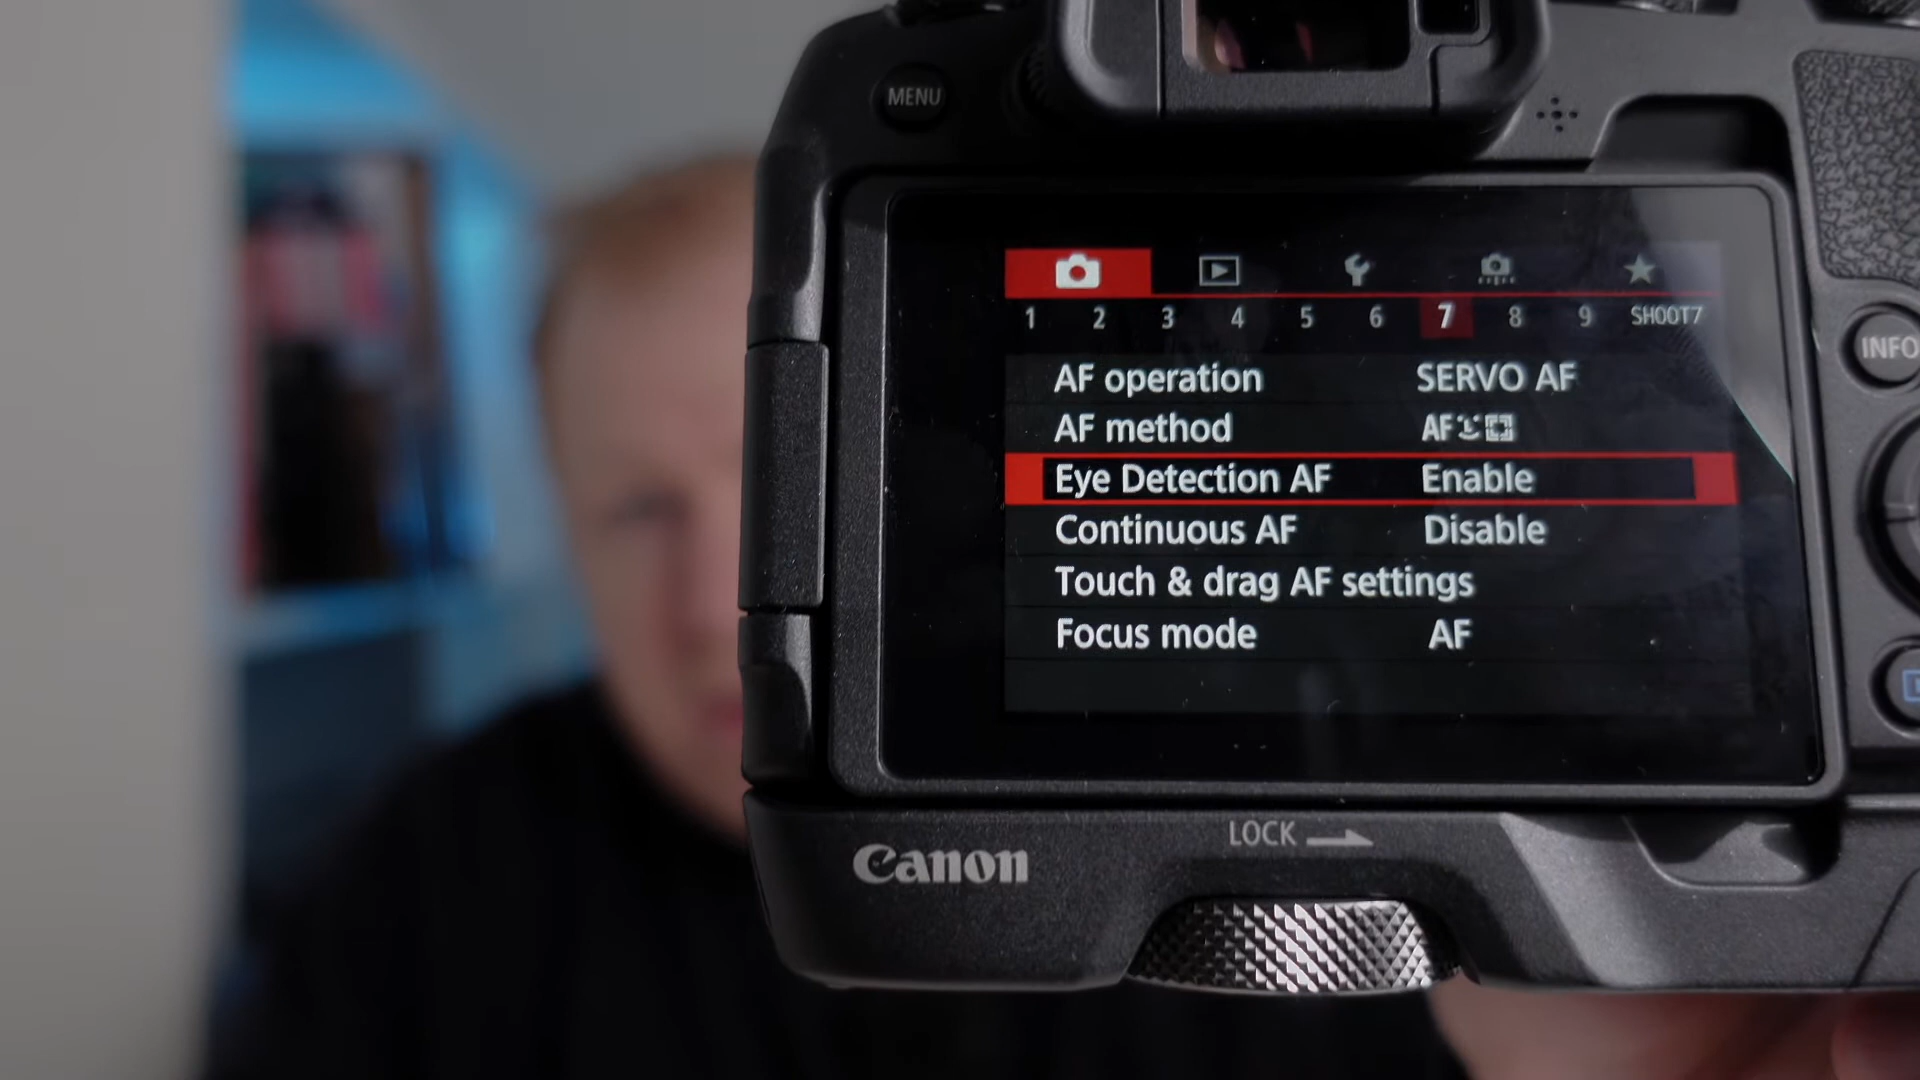 MENU
1 2 3 4 5 6 7 8 9 SHOOT7
INFO
AF operation SERVO AF
AF method AF
Eye Detection AF Enable
Continuous AF Disable
Touch & drag AF settings
Focus mode AF
LOCK
Canon